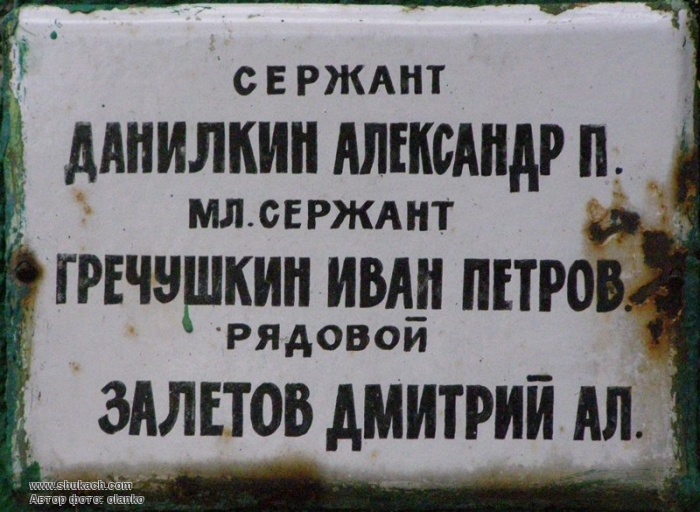 СЕРЖАНТ
ДАНИЛКИН АЛЕКСАНДР П.
МЛ. СЕРЖАНТ
ГРЕЧУШКИН ИВАН ПЕТРОВ.
РЯДОВОЙ
ЗАЛЕТОВ ДМИТРИЙ АЛ.
www.shukach.com
Автор фото: olanko